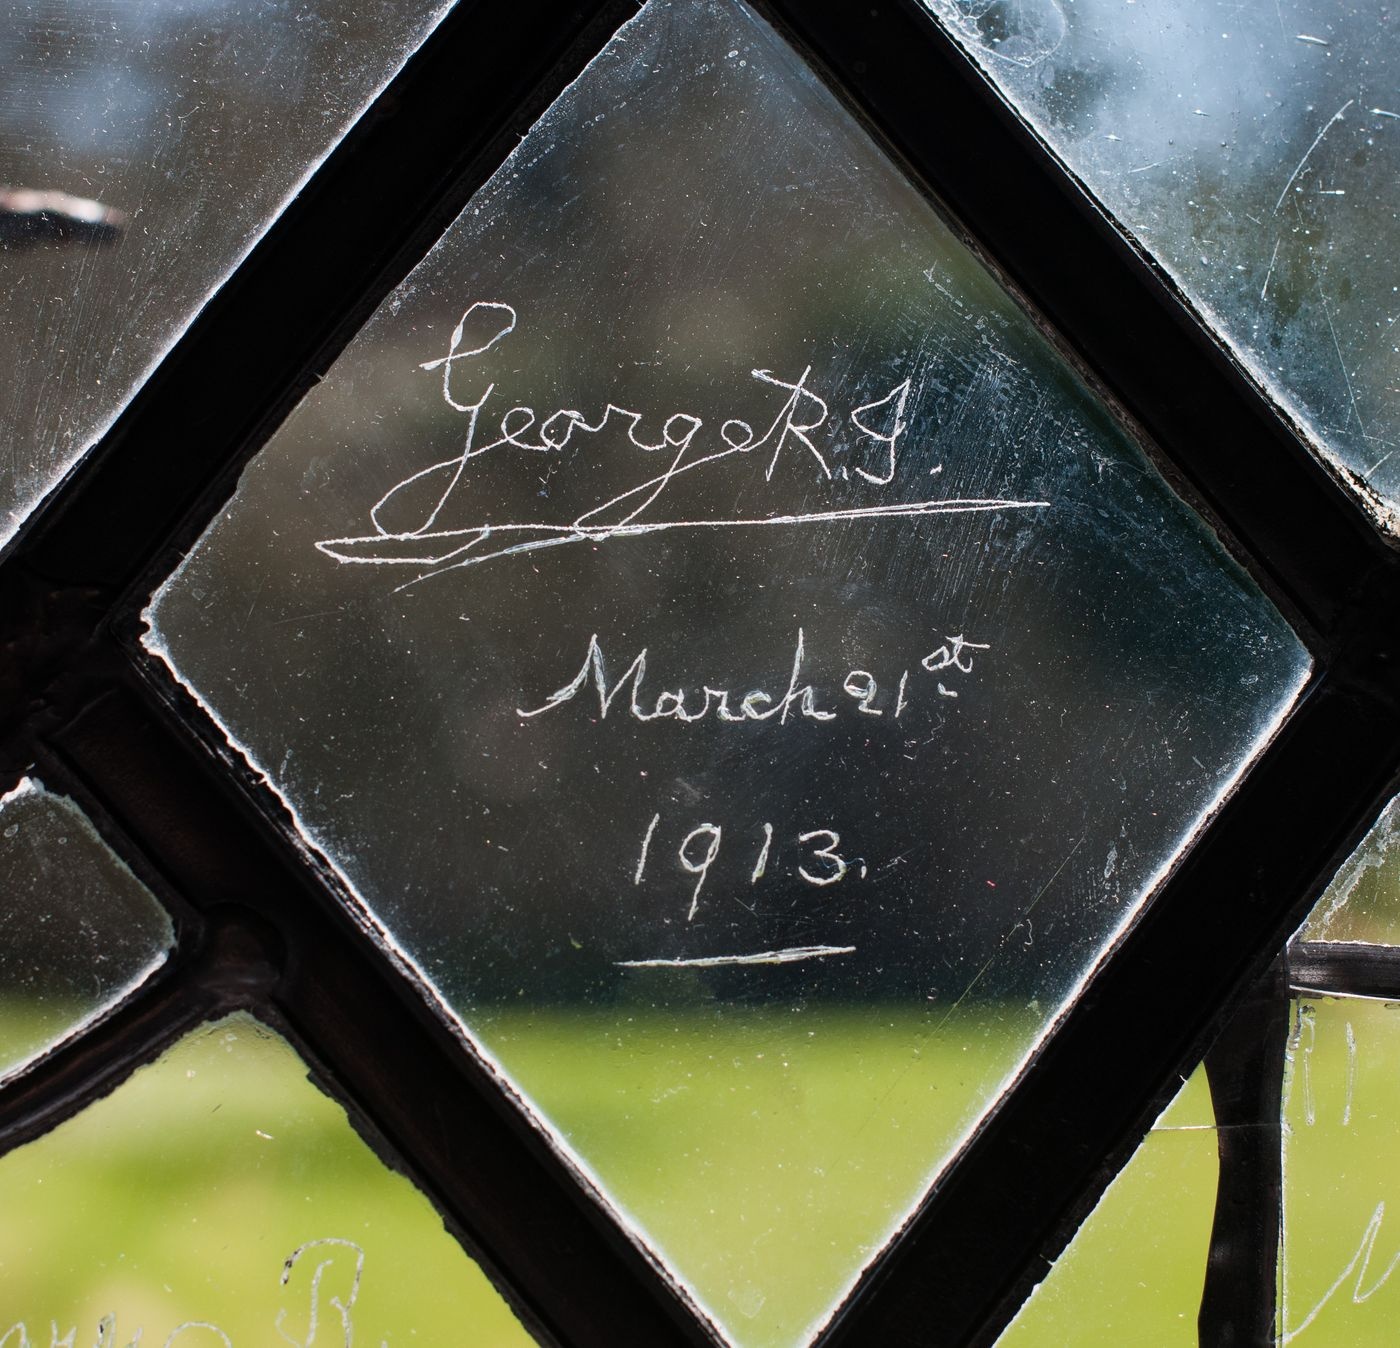 George R.I.
March 21st
1913.